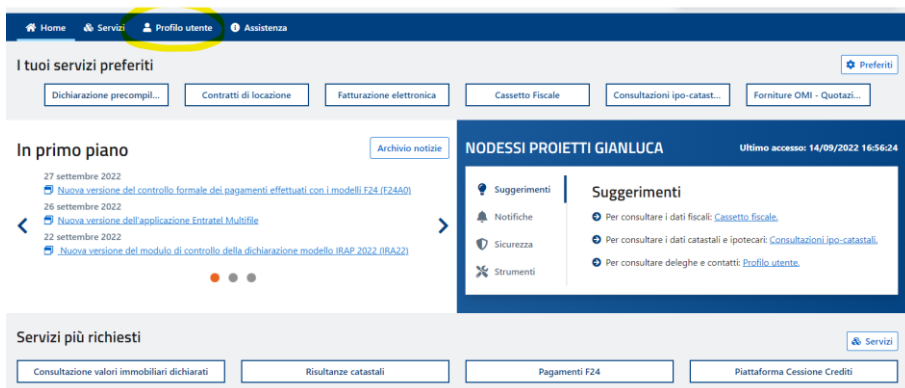 Home Servizi Profilo utente Assistenza
I tuoi servizi preferiti
Preferiti
Dichiarazione precompil...
Contratti di locazione
Fatturazione elettronica
Cassetto Fiscale
Consultazioni ipo-catast...
Forniture OMI - Quotazi...
In primo piano
Archivio notizie
27 settembre 2022
Nuova versione del controllo formale dei pagamenti effettuati con i modelli F24 (F24A0)
26 settembre 2022
Nuova versione dell'applicazione Entratel Multifile
22 settembre 2022
Nuova versione del modulo di controllo della dichiarazione modello IRAP 2022 (IRA22)
NODESSI PROIETTI GIANLUCA
Ultimo accesso: 14/09/2022 16:56:24
Suggerimenti
Notifiche
Sicurezza
Strumenti
Suggerimenti
Per consultare i dati fiscali: Cassetto fiscale.
Per consultare i dati catastali e ipotecari: Consultazioni ipo-catastali.
Per consultare deleghe e contatti: Profilo utente.
Servizi più richiesti
Servizi
Consultazione valori immobiliari dichiarati
Risultanze catastali
Pagamenti F24
Piattaforma Cessione Crediti